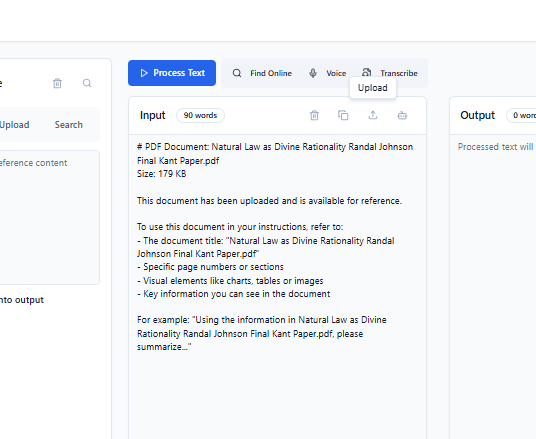 Process Text
Find Online
Voice
Transcribe
Upload
Upload
Search
eference content
nto output
Input
90 words
# PDF Document: Natural Law as Divine Rationality Randal Johnson
Final Kant Paper.pdf
Size: 179 KB
This document has been uploaded and is available for reference.
To use this document in your instructions, refer to:
- The document title: "Natural Law as Divine Rationality Randal
Johnson Final Kant Paper.pdf"
- Specific page numbers or sections
- Visual elements like charts, tables or images
- Key information you can see in the document
For example: "Using the information in Natural Law as Divine
Rationality Randal Johnson Final Kant Paper.pdf, please
summarize..."
Output
0 wor
Processed text will